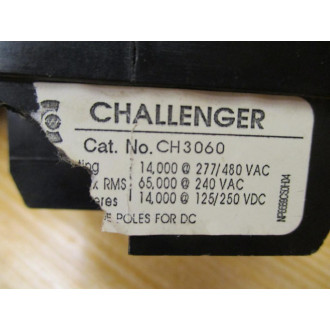 CHALLENGER
Cat. No. CH3060
ting 14,000 @ 277/480 VAC
x RMS 65,000 @ 240 VAC
eres 14,000 @ 125/250 VDC
E POLES FOR DC